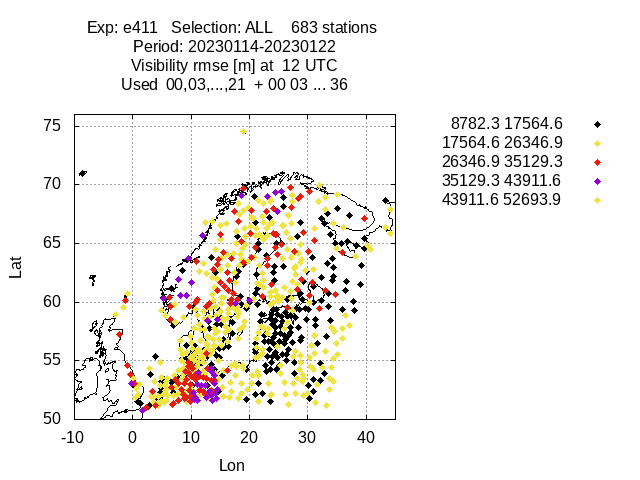 Exp: e411 Selection: ALL 683 stations
Period: 20230114-20230122
Visibility rmse [m] at 12 UTC
Used 00,03,...,21 + 00 03 ... 36
8782.3 17564.6
17564.6 26346.9
26346.9 35129.3
35129.3 43911.6
43911.6 52693.9
75
70
65
60
55
50
Lat
-10 0 10 20 30 40
Lon